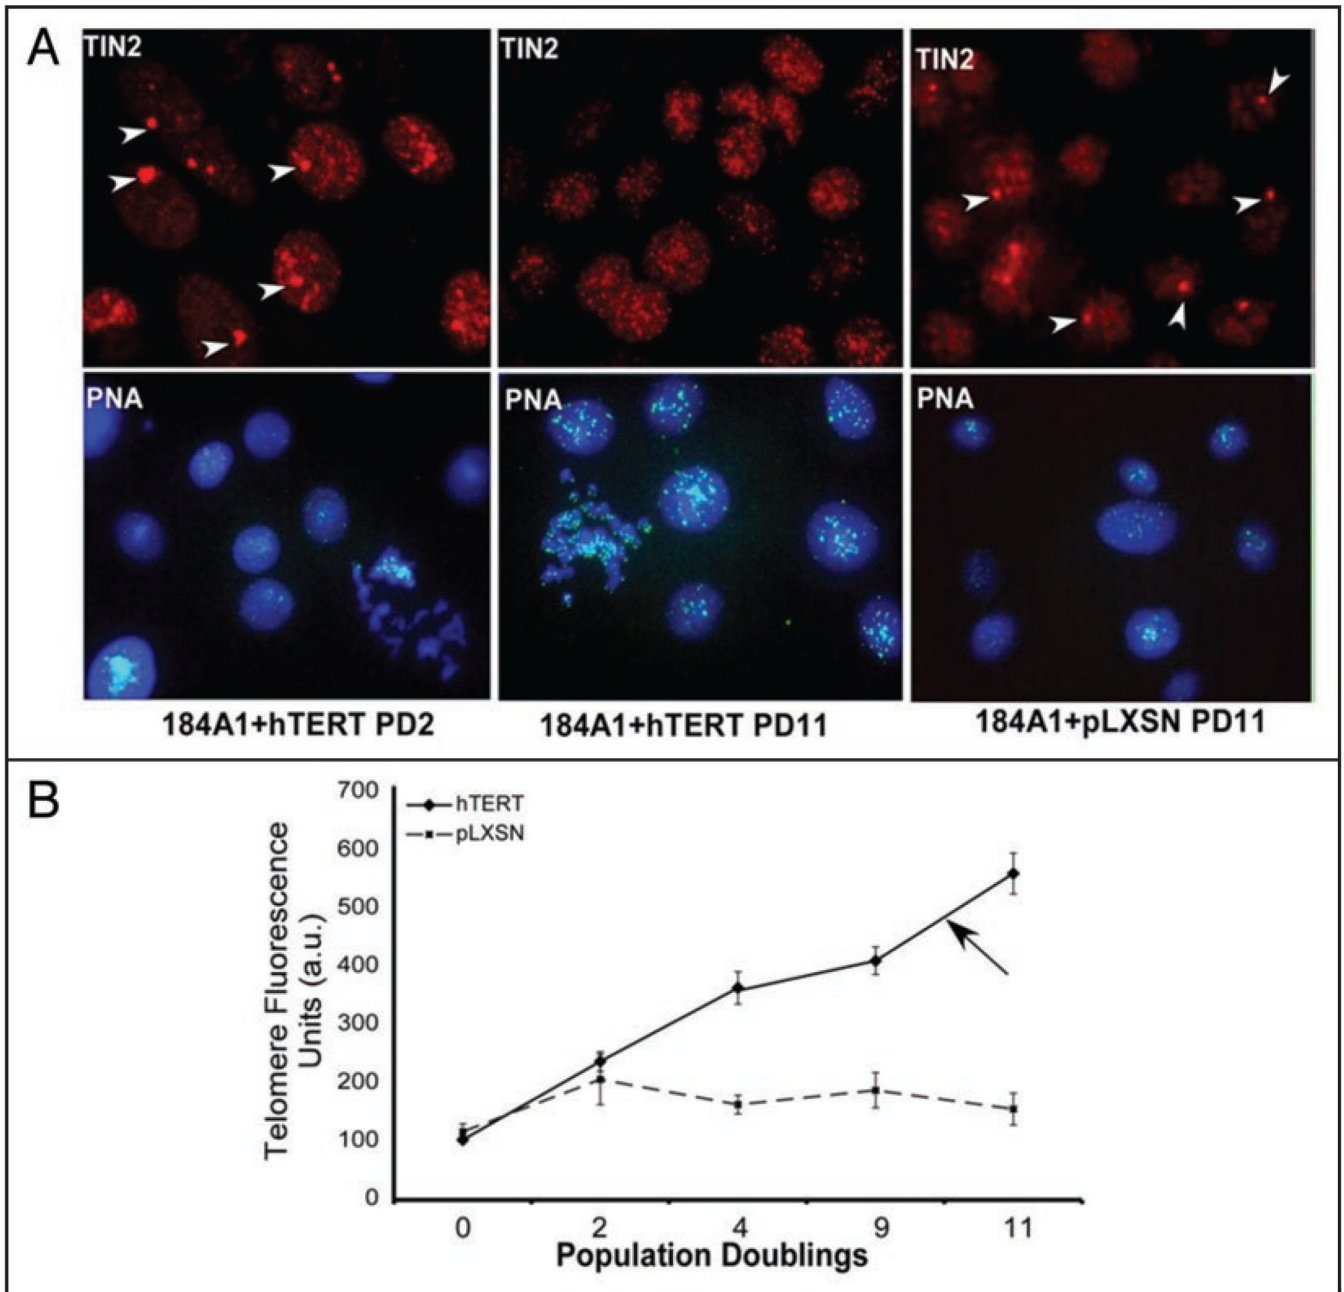 A
TIN2
TIN2
TIN2
PNA
PNA
PNA
184A1+hTERT PD2
184A1+hTERT PD11
184A1+pLXSN PD11
B
Telomere Fluorescence
Units (a.u.)
700
600
500
400
300
200
100
0
hTERT
pLXSN
0 2 4 9 11
Population Doublings